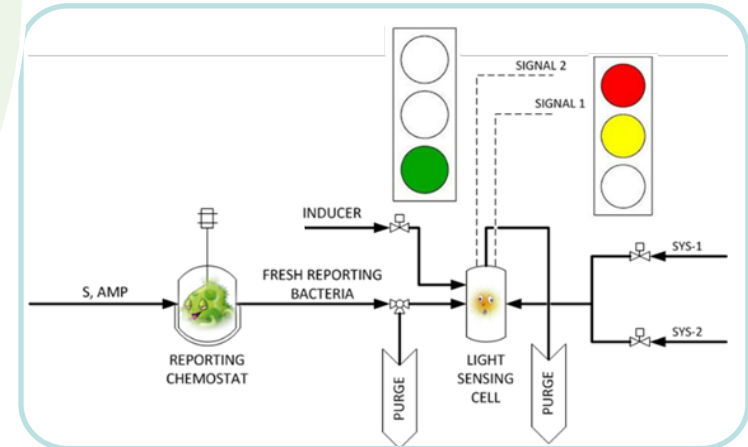 SIGNAL 2
SIGNAL 1
INDUCER
SYS-1
S, AMP
FRESH REPORTING
BACTERIA
SYS-2
REPORTING
CHEMOSTAT
LIGHT
SENSING
CELL
PURGE
PURGE